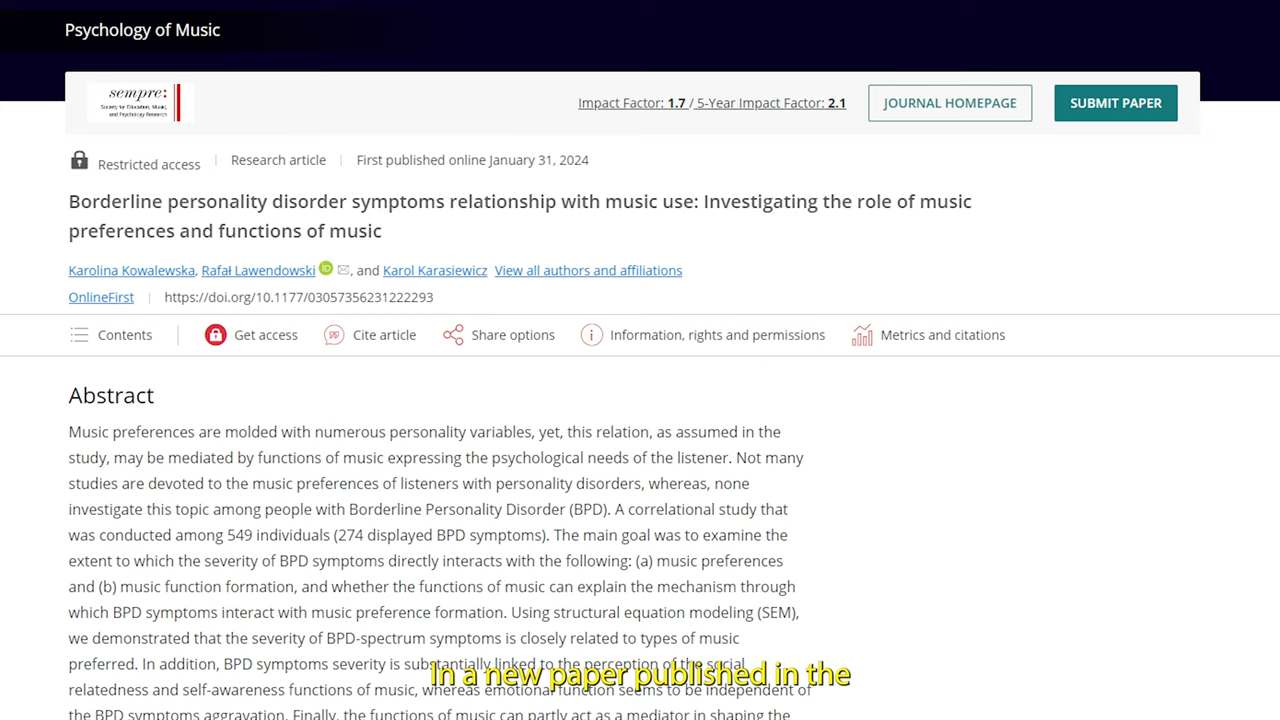 Psychology of Music
sempre:
Society for Education, Music,
and Psychology Research
Impact Factor: 1.7 / 5-Year Impact Factor: 2.1
JOURNAL HOMEPAGE
SUBMIT PAPER
Restricted access
Research article
First published online January 31, 2024
Borderline personality disorder symptoms relationship with music use: Investigating the role of music
preferences and functions of music
Karolina Kowalewska, Rafał Lawendowski iD, and Karol Karasiewicz View all authors and affiliations
OnlineFirst
https://doi.org/10.1177/03057356231222293
Contents
Get access
Cite article
Share options
Information, rights and permissions
Metrics and citations
Abstract
Music preferences are molded with numerous personality variables, yet, this relation, as assumed in the
study, may be mediated by functions of music expressing the psychological needs of the listener. Not many
studies are devoted to the music preferences of listeners with personality disorders, whereas, none
investigate this topic among people with Borderline Personality Disorder (BPD). A correlational study that
was conducted among 549 individuals (274 displayed BPD symptoms). The main goal was to examine the
extent to which the severity of BPD symptoms directly interacts with the following: (a) music preferences
and (b) music function formation, and whether the functions of music can explain the mechanism through
which BPD symptoms interact with music preference formation. Using structural equation modeling (SEM),
we demonstrated that the severity of BPD-spectrum symptoms is closely related to types of music
preferred. In addition, BPD symptoms severity is substantially linked to the perception of the social
relatedness and self-awareness functions of music, whereas emotional function seems to be independent of
the BPD symptoms aggravation. Finally, the functions of music can partly act as a mediator in shaping the
In a new paper published in the